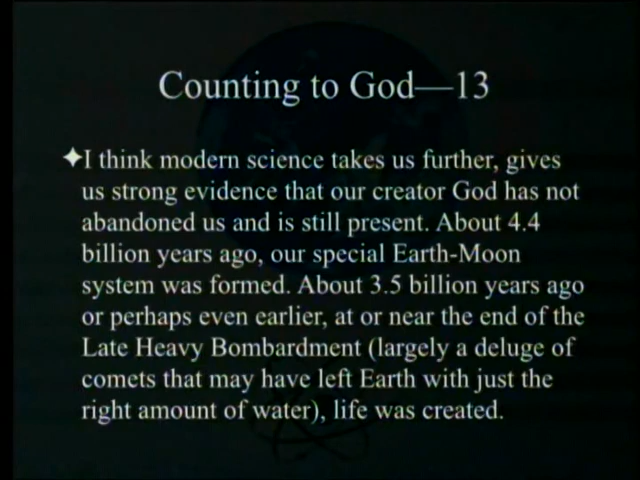 Counting to God—13
✦I think modern science takes us further, gives
us strong evidence that our creator God has not
abandoned us and is still present. About 4.4
billion years ago, our special Earth-Moon
system was formed. About 3.5 billion years ago
or perhaps even earlier, at or near the end of the
Late Heavy Bombardment (largely a deluge of
comets that may have left Earth with just the
right amount of water), life was created.